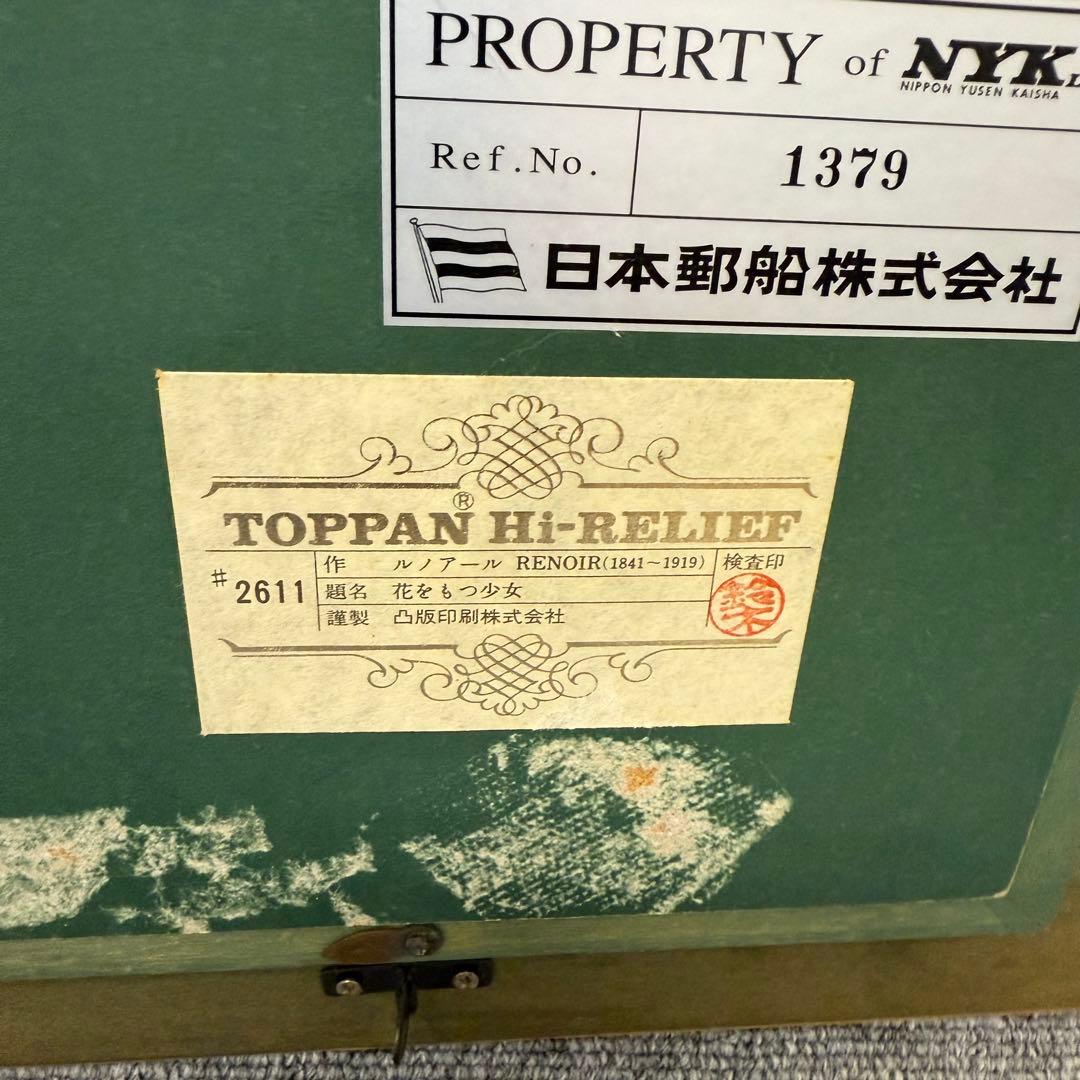 PROPERTY of NYK
NIPPON YUSEN KAISHA
Ref.No. 1379
日本郵船株式会社
TOPPAN® Hi-RELIEF
#2611
作 ルノアール RENOIR(1841~1919)
題名 花をもつ少女
謹製 凸版印刷株式会社
検査印
鈴木